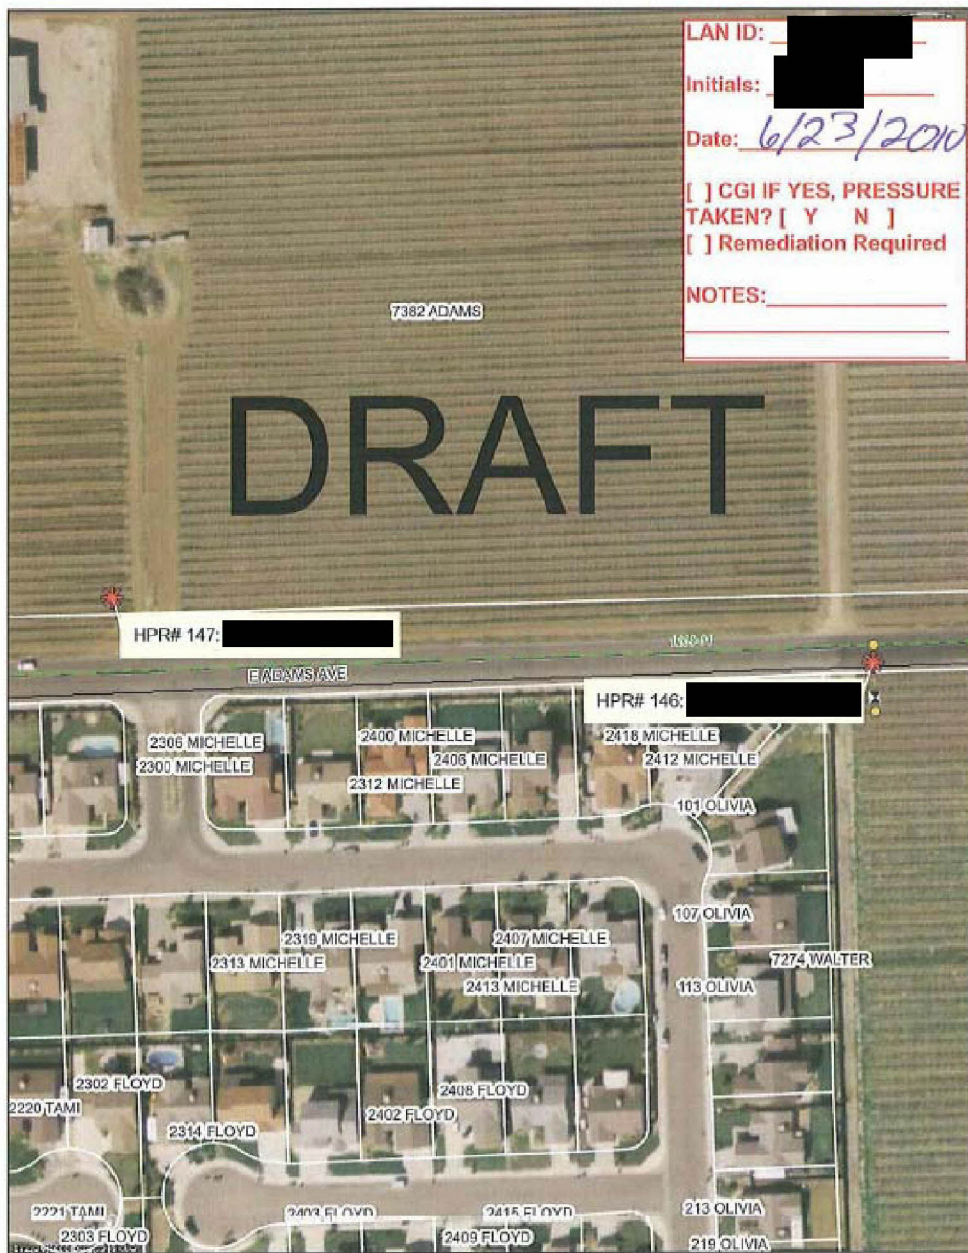 LAN ID:
Initials:
Date: 6/23/2010
[ ] CGI IF YES, PRESSURE
TAKEN? [ Y N ]
[ ] Remediation Required
NOTES:
7382 ADAMS
DRAFT
HPR# 147:
E ADAMS AVE
HPR# 146:
2306 MICHELLE
2300 MICHELLE
2400 MICHELLE
2406 MICHELLE
2312 MICHELLE
2418 MICHELLE
2412 MICHELLE
101 OLIVIA
107 OLIVIA
2319 MICHELLE
2313 MICHELLE
2407 MICHELLE
2401 MICHELLE
2413 MICHELLE
7274 WALTER
113 OLIVIA
2302 FLOYD
2220 TAMI
2314 FLOYD
2408 FLOYD
2402 FLOYD
2221 TAMI
2303 FLOYD
2403 FLOYD
2415 FLOYD
2409 FLOYD
213 OLIVIA
219 OLIVIA